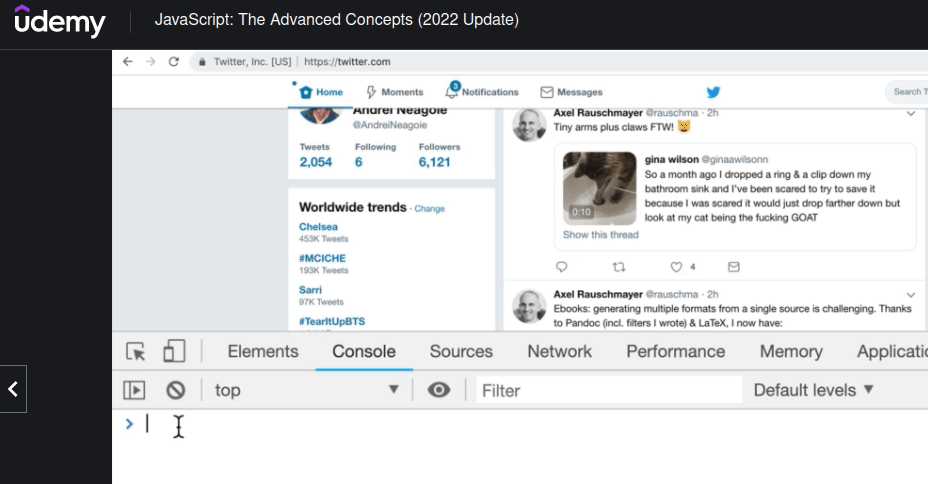 ûdemy
JavaScript: The Advanced Concepts (2022 Update)
Twitter, Inc. [US] | https://twitter.com
Home
Moments
3
Notifications
Messages
Search T
Andrei Neagoie
@AndreiNeagoie
Tweets Following Followers
2,054 6 6,121
Worldwide trends · Change
Chelsea
453K Tweets
#MCICHE
193K Tweets
Sarri
97K Tweets
#TearItUpBTS
Axel Rauschmayer @rauschma · 2h
Tiny arms plus claws FTW!
gina wilson @ginaawilsonn
So a month ago I dropped a ring & a clip down my
bathroom sink and I've been scared to try to save it
because I was scared it would just drop farther down but
look at my cat being the fucking GOAT
0:10
Show this thread
4
Axel Rauschmayer @rauschma · 2h
Ebooks: generating multiple formats from a single source is challenging. Thanks
to Pandoc (incl. filters I wrote) & LaTeX, I now have:
Elements Console Sources Network Performance Memory Applicatio
top
Filter
Default levels